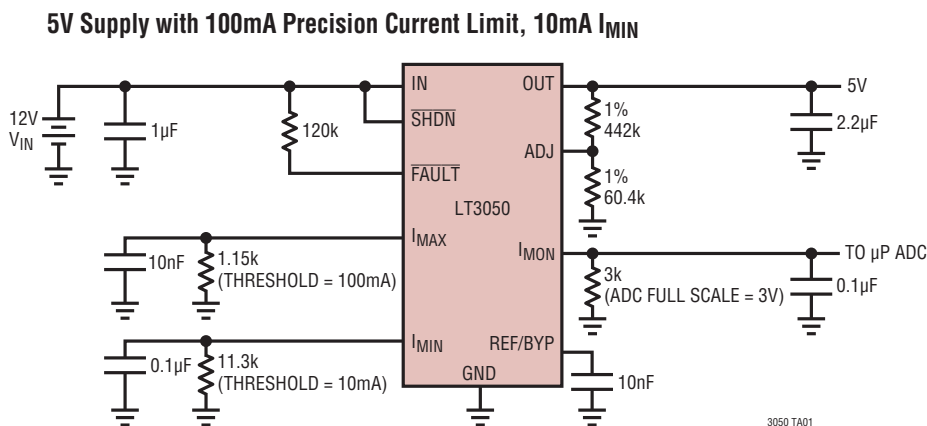 5V Supply with 100mA Precision Current Limit, 10mA IMIN
IN
OUT
5V
12V
VIN
1µF
120k
SHDN
1%
442k
2.2µF
ADJ
FAULT
1%
60.4k
LT3050
IMAX
10nF
1.15k
(THRESHOLD = 100mA)
IMON
TO µP ADC
3k
(ADC FULL SCALE = 3V)
0.1µF
IMIN
0.1µF
11.3k
(THRESHOLD = 10mA)
REF/BYP
GND
10nF
3050 TA01